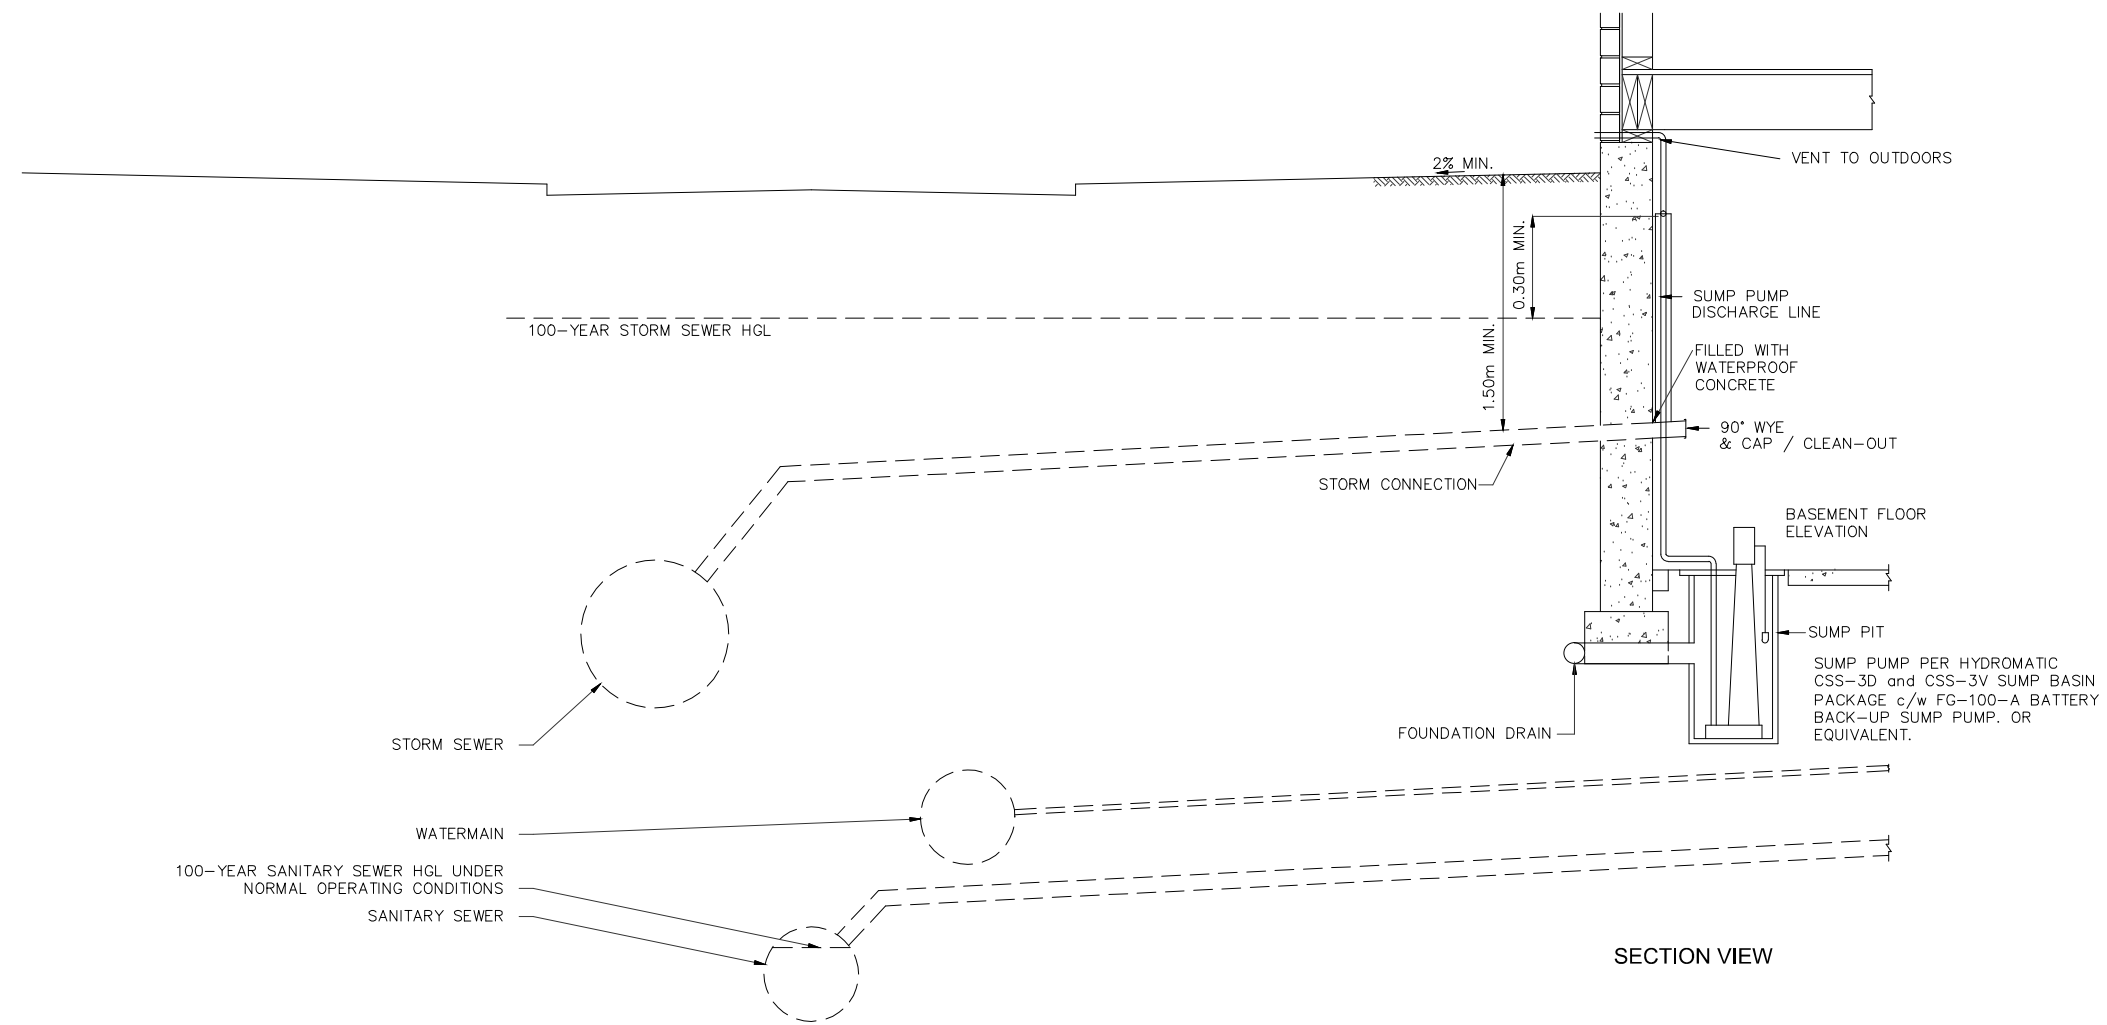 2% MIN.
VENT TO OUTDOORS
0.30m MIN.
SUMP PUMP
DISCHARGE LINE
100-YEAR STORM SEWER HGL
1.50m MIN.
FILLED WITH
WATERPROOF
CONCRETE
90° WYE
& CAP / CLEAN-OUT
STORM CONNECTION
BASEMENT FLOOR
ELEVATION
SUMP PIT
SUMP PUMP PER HYDROMATIC
CSS-3D and CSS-3V SUMP BASIN
PACKAGE c/w FG-100-A BATTERY
BACK-UP SUMP PUMP. OR
EQUIVALENT.
FOUNDATION DRAIN
STORM SEWER
WATERMAIN
100-YEAR SANITARY SEWER HGL UNDER
NORMAL OPERATING CONDITIONS
SANITARY SEWER
SECTION VIEW